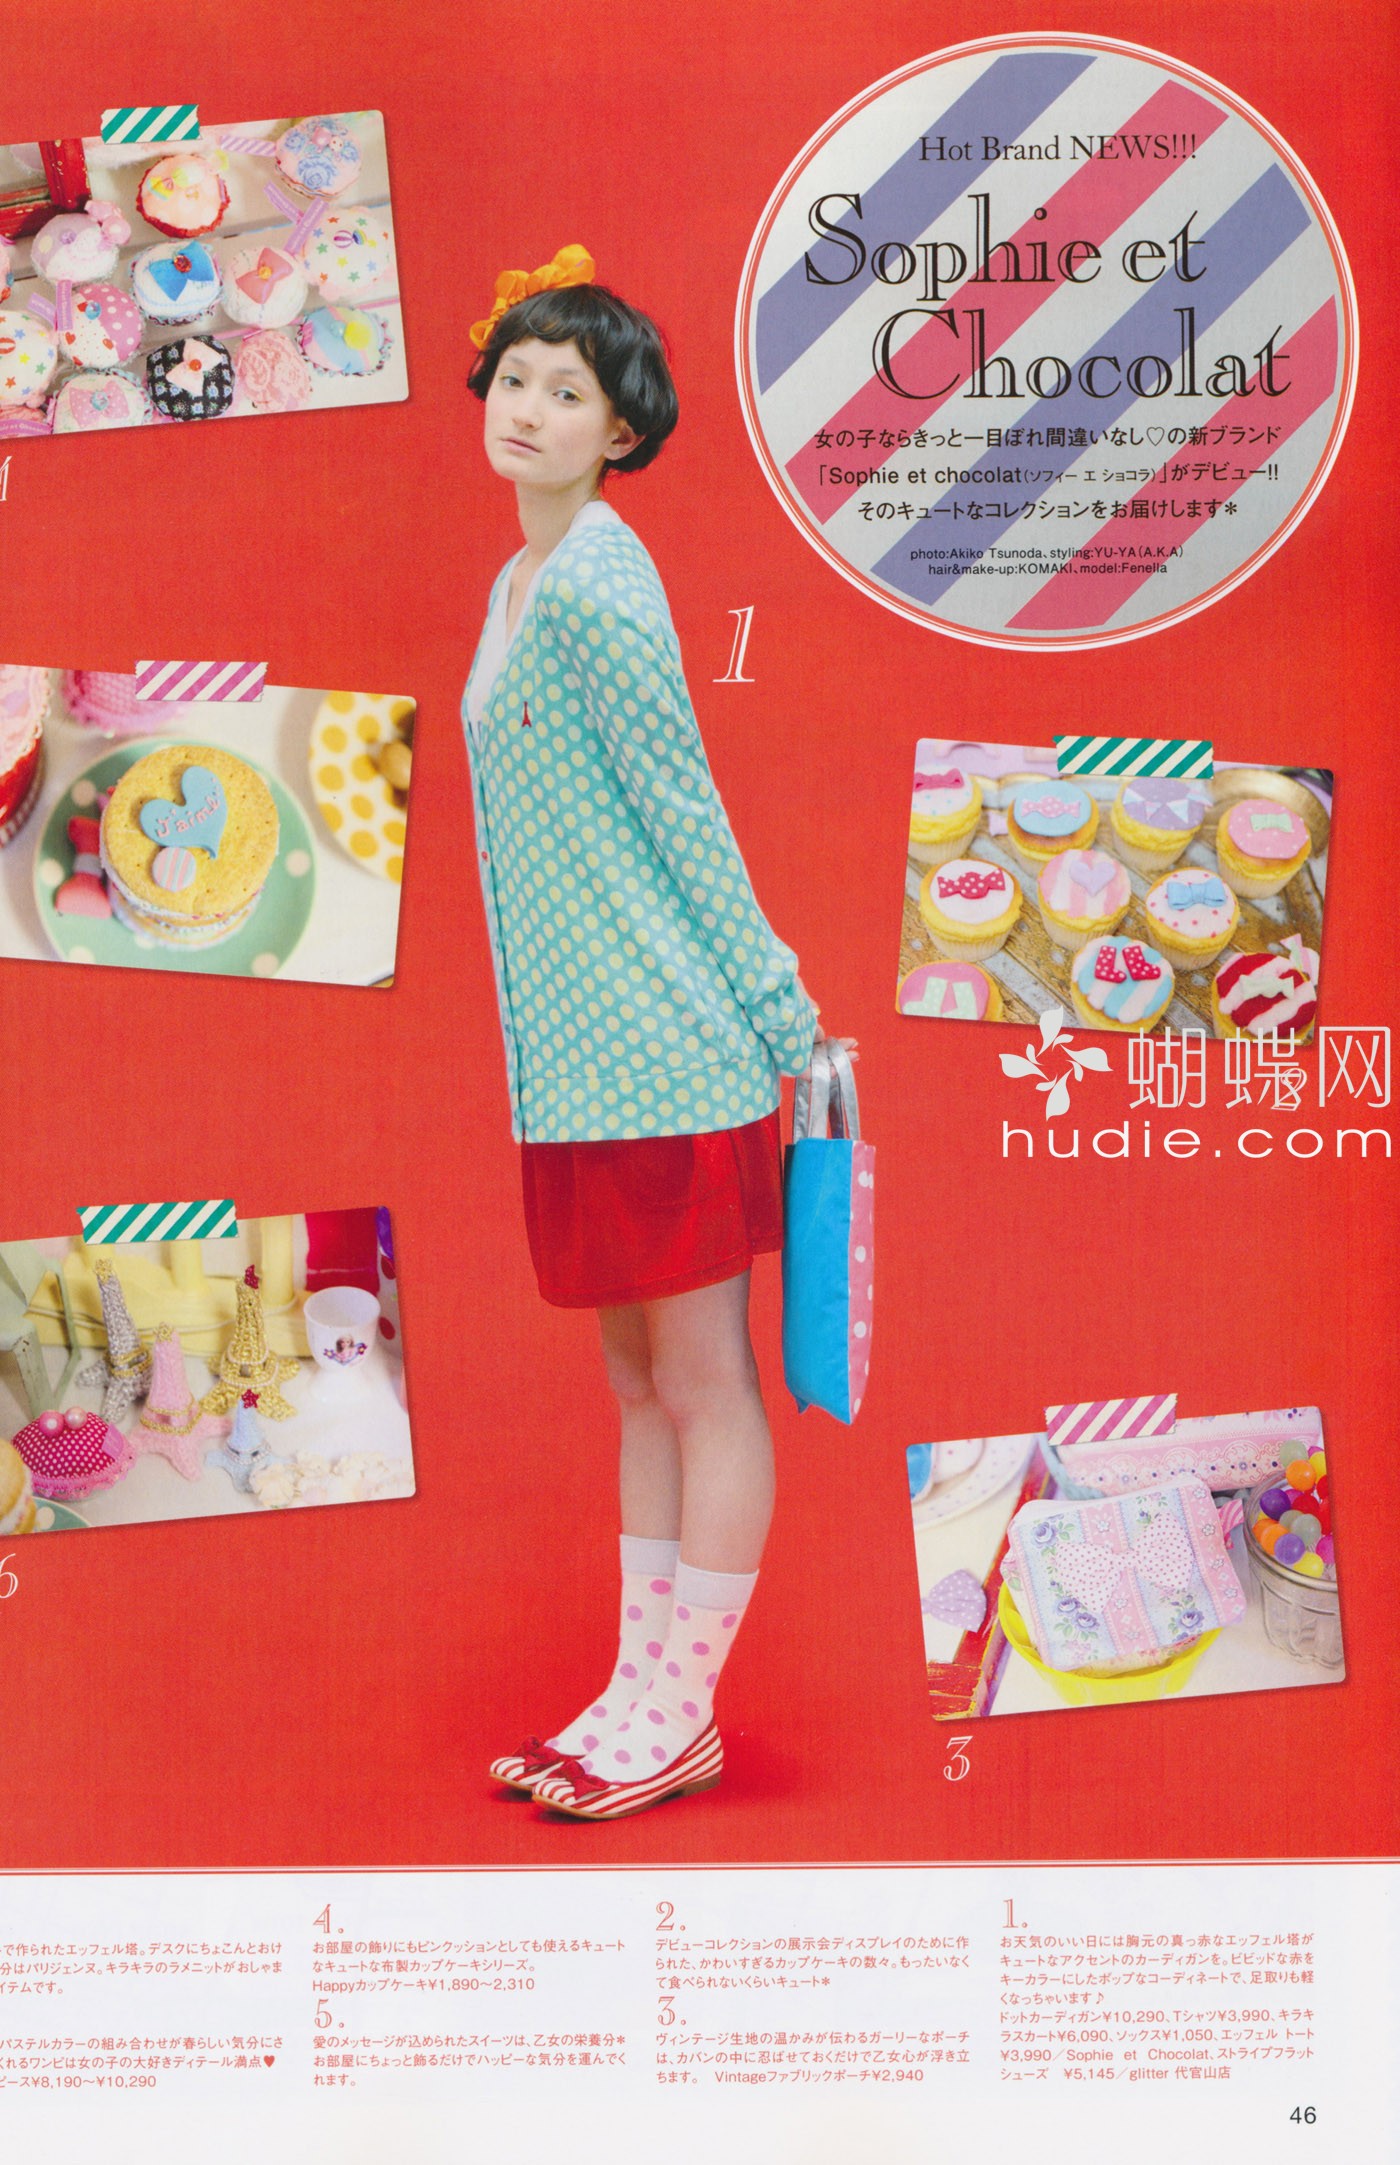 Hot Brand NEWS!!!
Sophie et
Chocolat
女の子ならきっと一目ぼれ間違いなし♡の新ブランド
「Sophie et chocolat(ソフィー エ ショコラ)」がデビュー!!
そのキュートなコレクションをお届けします*
photo:Akiko Tsunoda、styling:YU-YA(A.K.A)
hair&make-up:KOMAKI、model:Fenella
1
4
J'aime
2
蝴蝶网
hudie.com
6
3
1.
お天気のいい日には胸元の真っ赤なエッフェル塔が
キュートなアクセントのカーディガンを。ビビッドな赤を
キーカラーにしたポップなコーディネートで、足取りも軽
くなっちゃいます♪
ドットカーディガン¥10,290、Tシャツ¥3,990、キラキ
ラスカート¥6,090、ソックス¥1,050、エッフェル トート
¥3,990／Sophie et Chocolat、ストライプフラット
シューズ ¥5,145／glitter 代官山店
2.
デビューコレクションの展示会ディスプレイのために作
られた、かわいすぎるカップケーキの数々。もったいなく
て食べられないくらいキュート*
3.
ヴィンテージ生地の温かみが伝わるガーリーなポーチ
は、カバンの中に忍ばせておくだけで乙女心が浮き立
ちます。 Vintageファブリックポーチ¥2,940
4.
お部屋の飾りにもピンクッションとしても使えるキュート
なキュートな布製カップケーキシリーズ。
Happyカップケーキ¥1,890〜2,310
5.
愛のメッセージが込められたスイーツは、乙女の栄養分*
お部屋にちょっと飾るだけでハッピーな気分を運んでく
れます。
で作られたエッフェル塔。デスクにちょこんとおけ
分はパリジェンヌ。キラキラのラメニットがおしゃま
イテムです。
パステルカラーの組み合わせが春らしい気分にさ
くれるワンピは女の子の大好きディテール満点♥
ピース¥8,190〜¥10,290
46